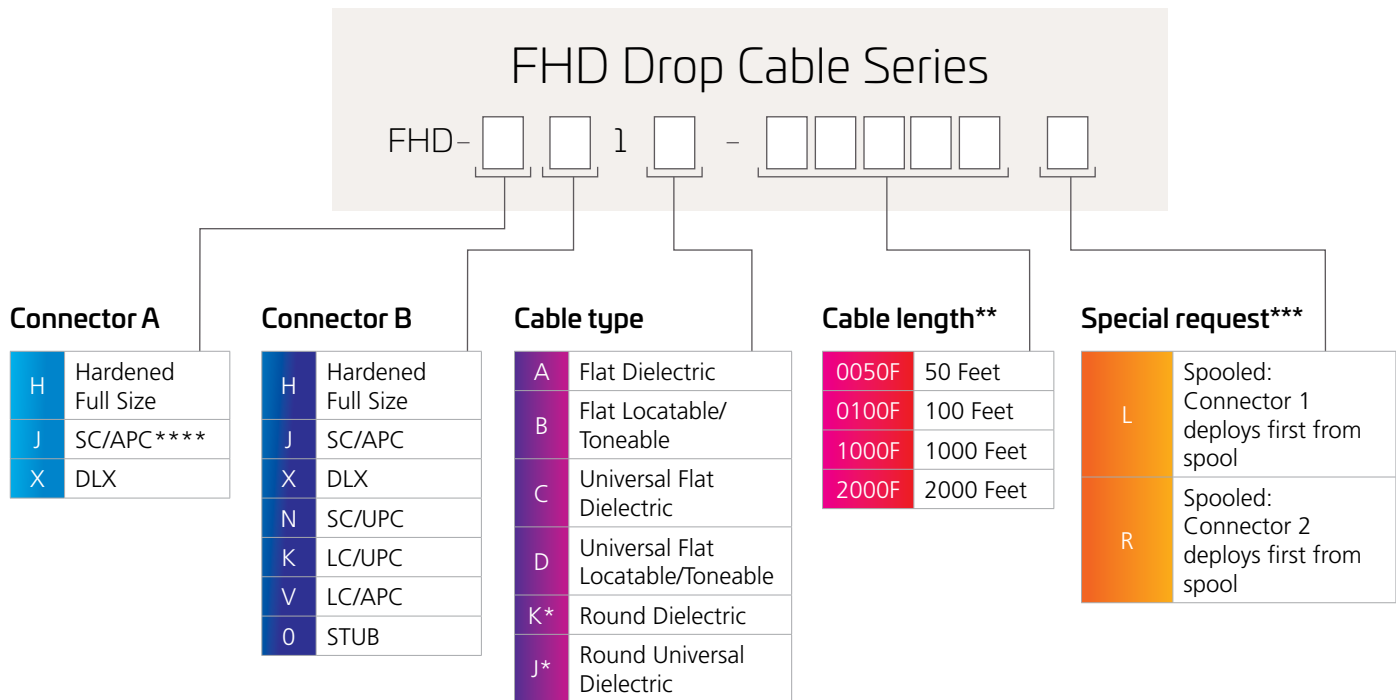 FHD Drop Cable Series
FHD- 1 -
Connector A
H Hardened
Full Size
J SC/APC****
X DLX
Connector B
H Hardened
Full Size
J SC/APC
X DLX
N SC/UPC
K LC/UPC
V LC/APC
0 STUB
Cable type
A Flat Dielectric
B Flat Locatable/
Toneable
C Universal Flat
Dielectric
D Universal Flat
Locatable/Toneable
K* Round Dielectric
J* Round Universal
Dielectric
Cable length**
0050F 50 Feet
0100F 100 Feet
1000F 1000 Feet
2000F 2000 Feet
Special request***
L Spooled:
Connector 1
deploys first from
spool
R Spooled:
Connector 2
deploys first from
spool